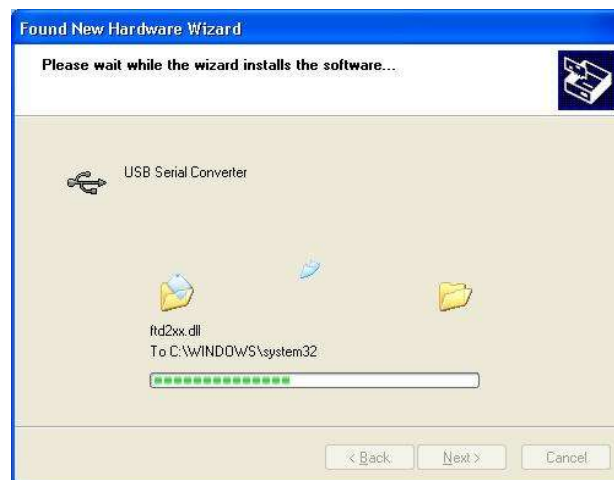 Found New Hardware Wizard
Please wait while the wizard installs the software...
USB Serial Converter
ftd2xx.dll
To C:\WINDOWS\system32
< Back
Next >
Cancel